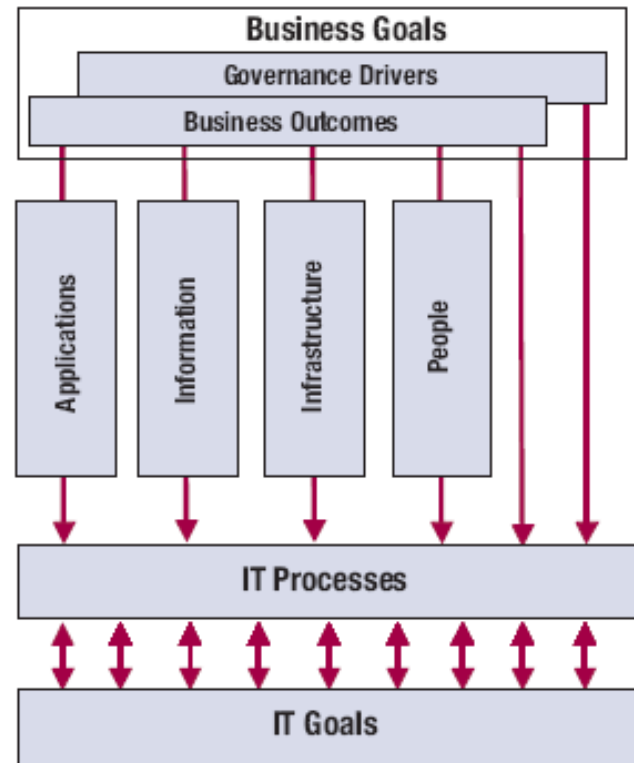 Business Goals
Governance Drivers
Business Outcomes
Applications
Information
Infrastructure
People
IT Processes
IT Goals